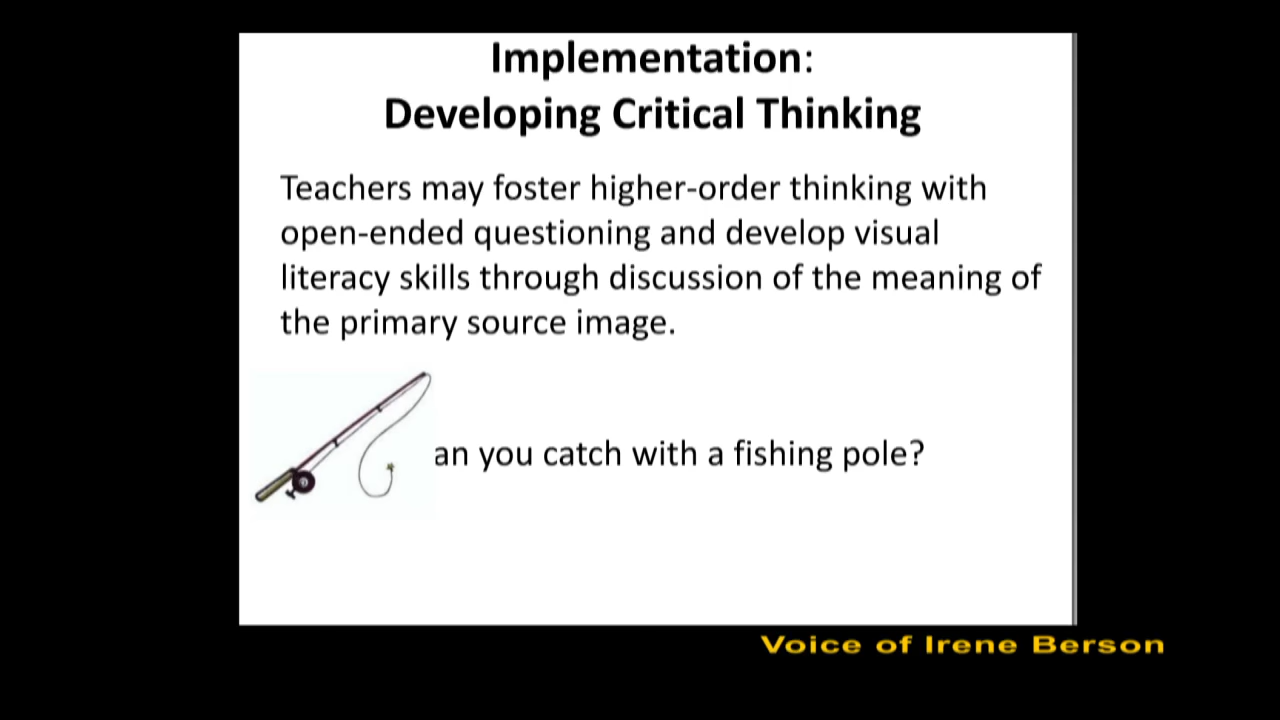 Implementation:
Developing Critical Thinking
Teachers may foster higher-order thinking with
open-ended questioning and develop visual
literacy skills through discussion of the meaning of
the primary source image.
an you catch with a fishing pole?
Voice of Irene Berson